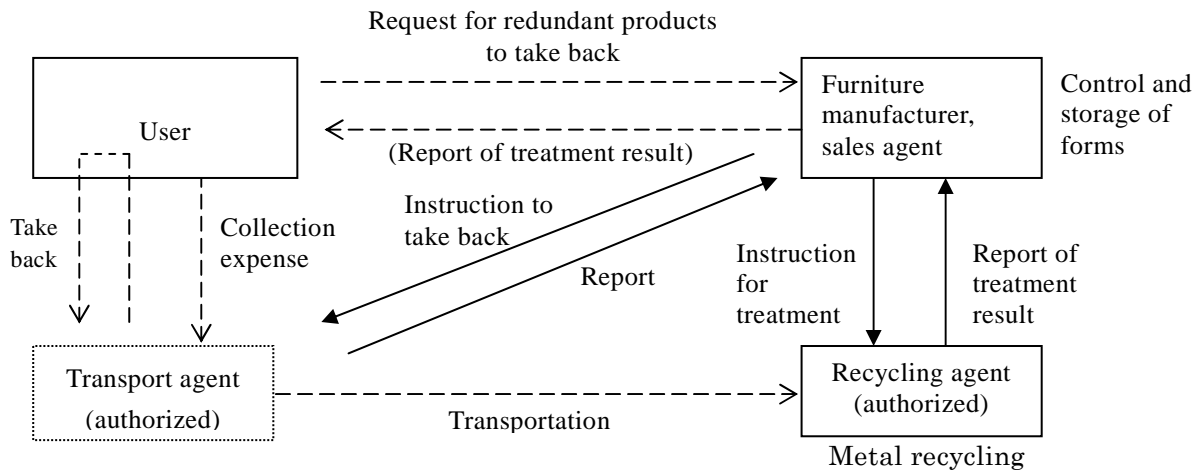 Request for redundant products
to take back
User
Furniture
manufacturer,
sales agent
Control and
storage of
forms
(Report of treatment result)
Take
back
Collection
expense
Instruction to
take back
Report
Instruction
for
treatment
Report of
treatment
result
Transport agent
(authorized)
Transportation
Recycling agent
(authorized)
Metal recycling